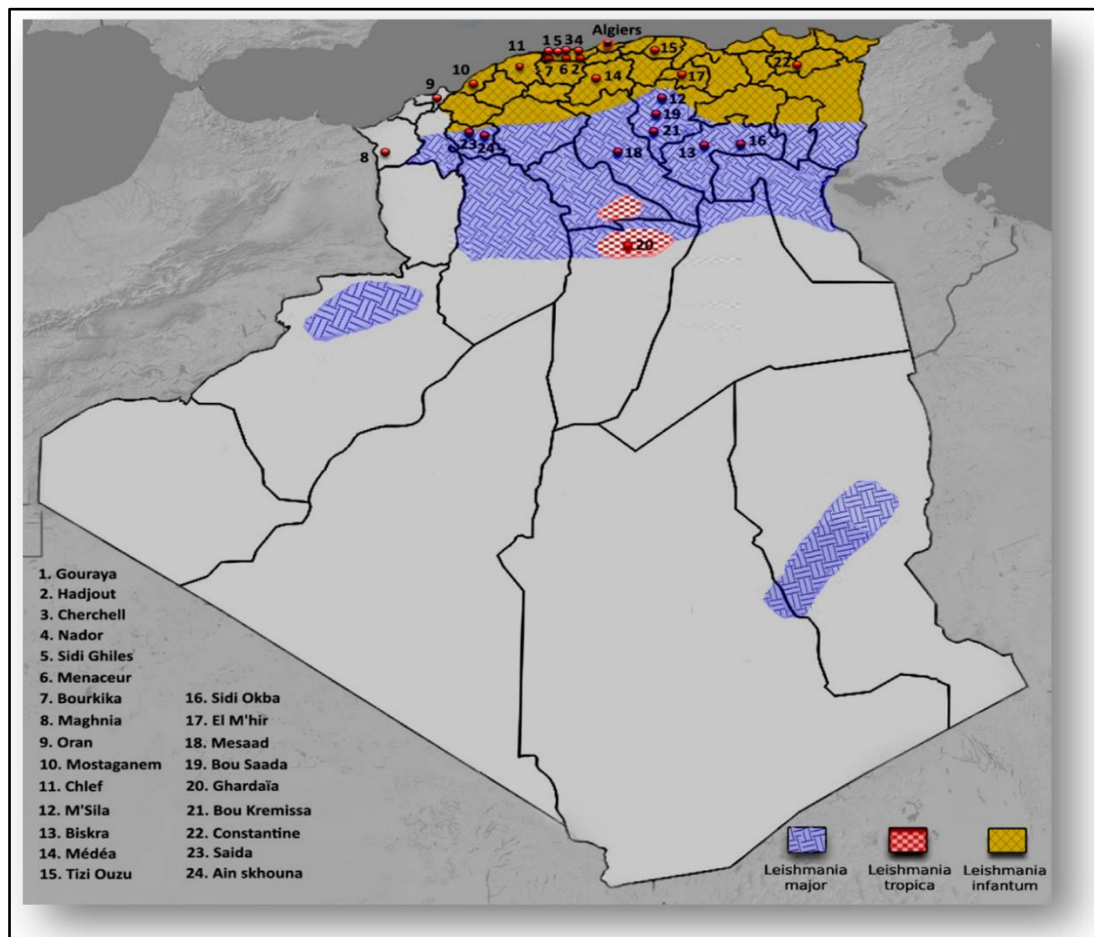 Algiers
1 5 3 4
11
15
7 6 2
22
10
14
17
9
12
19
23
24
21
8
18
13
16
20
1. Gouraya
2. Hadjout
3. Cherchell
4. Nador
5. Sidi Ghiles
6. Menaceur
7. Bourkika
8. Maghnia
9. Oran
10. Mostaganem
11. Chlef
12. M'Sila
13. Biskra
14. Médéa
15. Tizi Ouzu
16. Sidi Okba
17. El M'hir
18. Mesaad
19. Bou Saada
20. Ghardaïa
21. Bou Kremissa
22. Constantine
23. Saida
24. Ain skhouna
Leishmania
major
Leishmania
tropica
Leishmania
infantum